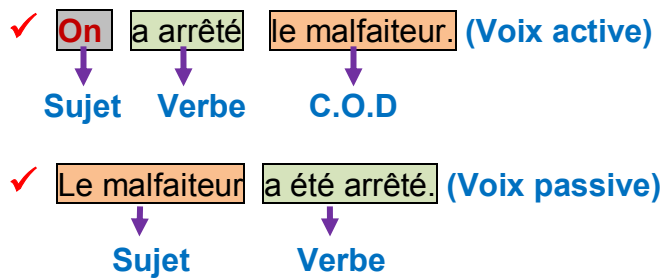 ✓ On a arrêté le malfaiteur. (Voix active)
Sujet Verbe C.O.D
✓ Le malfaiteur a été arrêté. (Voix passive)
Sujet Verbe